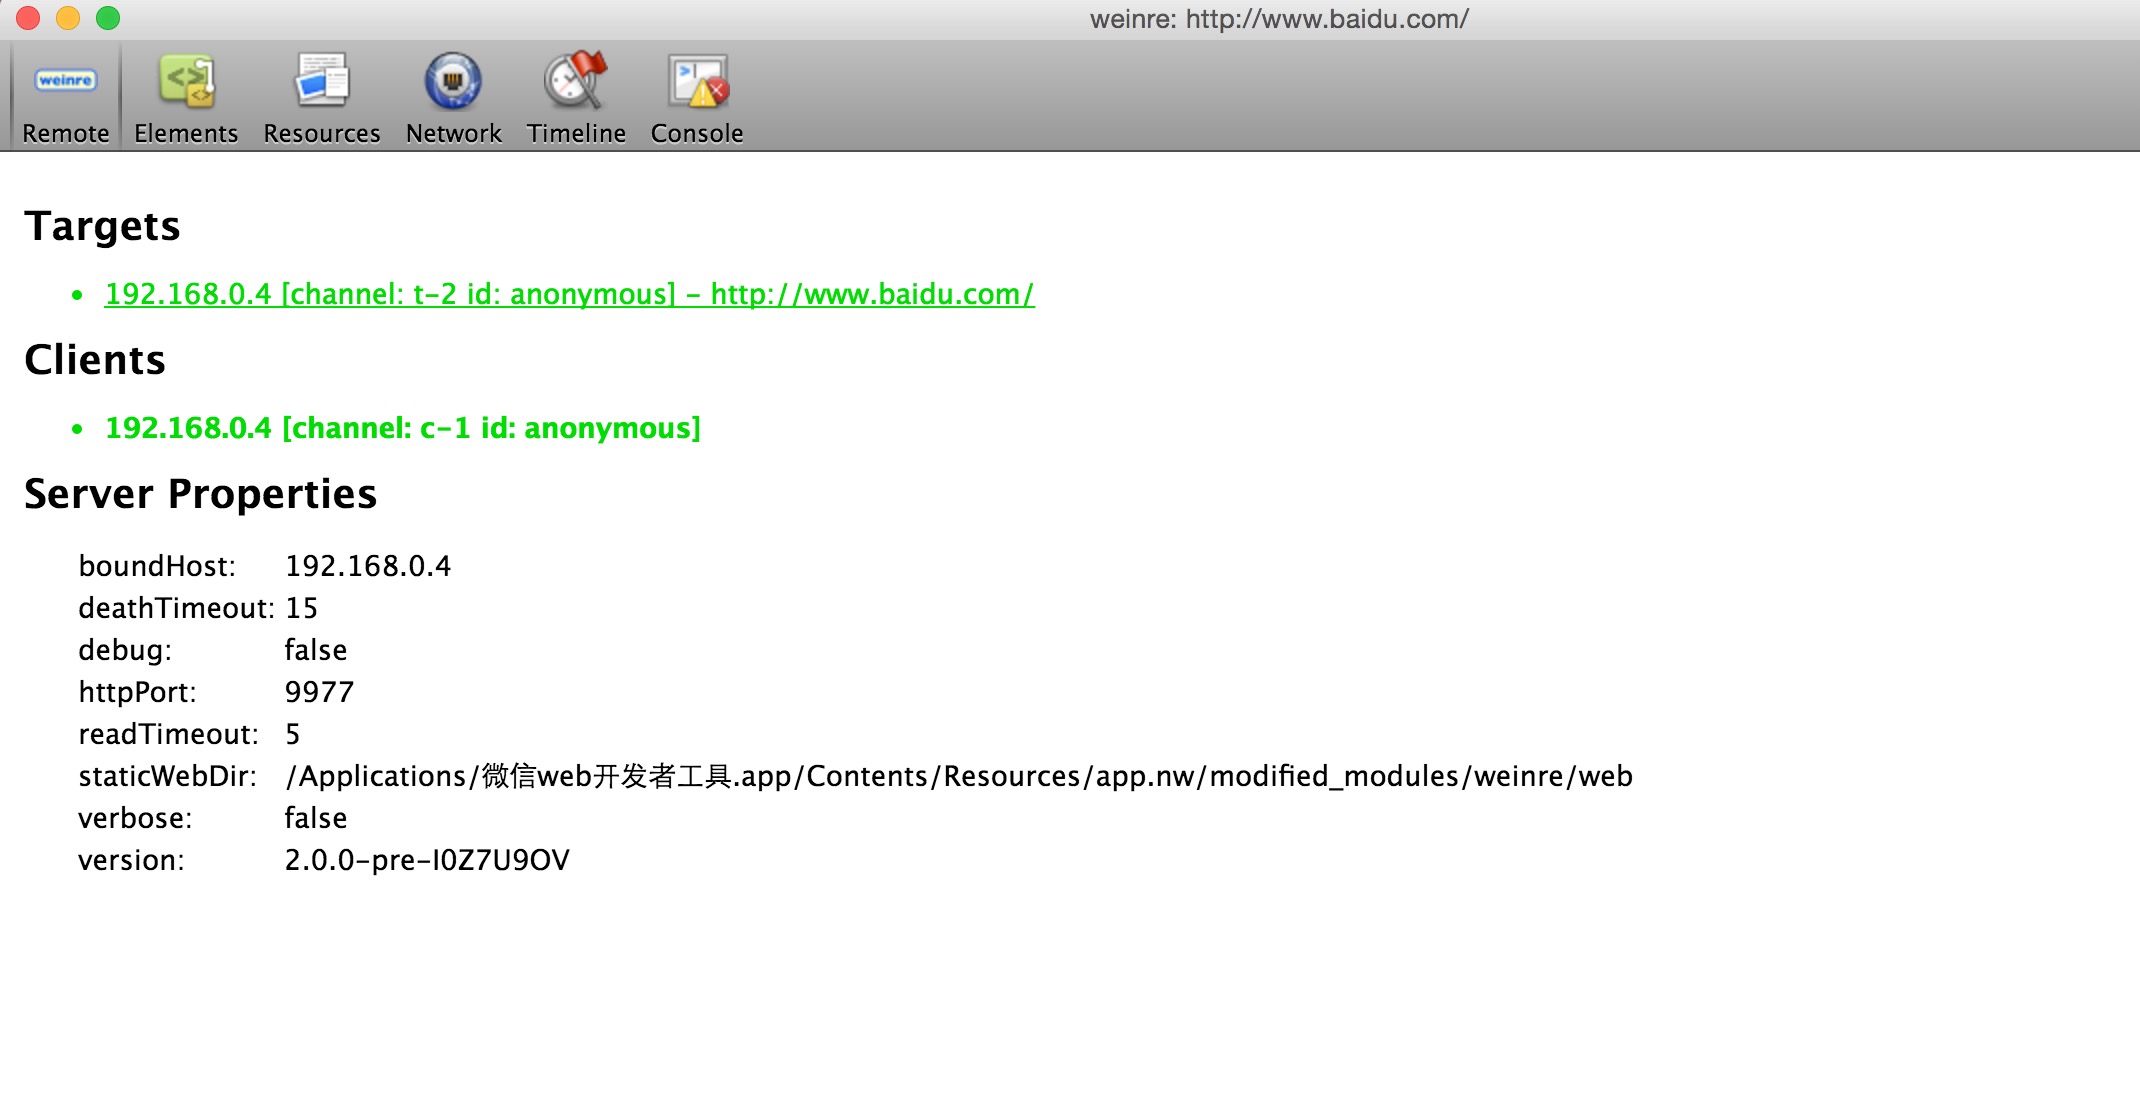 weinre: http://www.baidu.com/
weinre
Remote Elements Resources Network Timeline Console
Targets
• 192.168.0.4 [channel: t-2 id: anonymous] - http://www.baidu.com/
Clients
• 192.168.0.4 [channel: c-1 id: anonymous]
Server Properties
boundHost: 192.168.0.4
deathTimeout: 15
debug: false
httpPort: 9977
readTimeout: 5
staticWebDir: /Applications/微信web开发者工具.app/Contents/Resources/app.nw/modified_modules/weinre/web
verbose: false
version: 2.0.0-pre-I0Z7U9OV